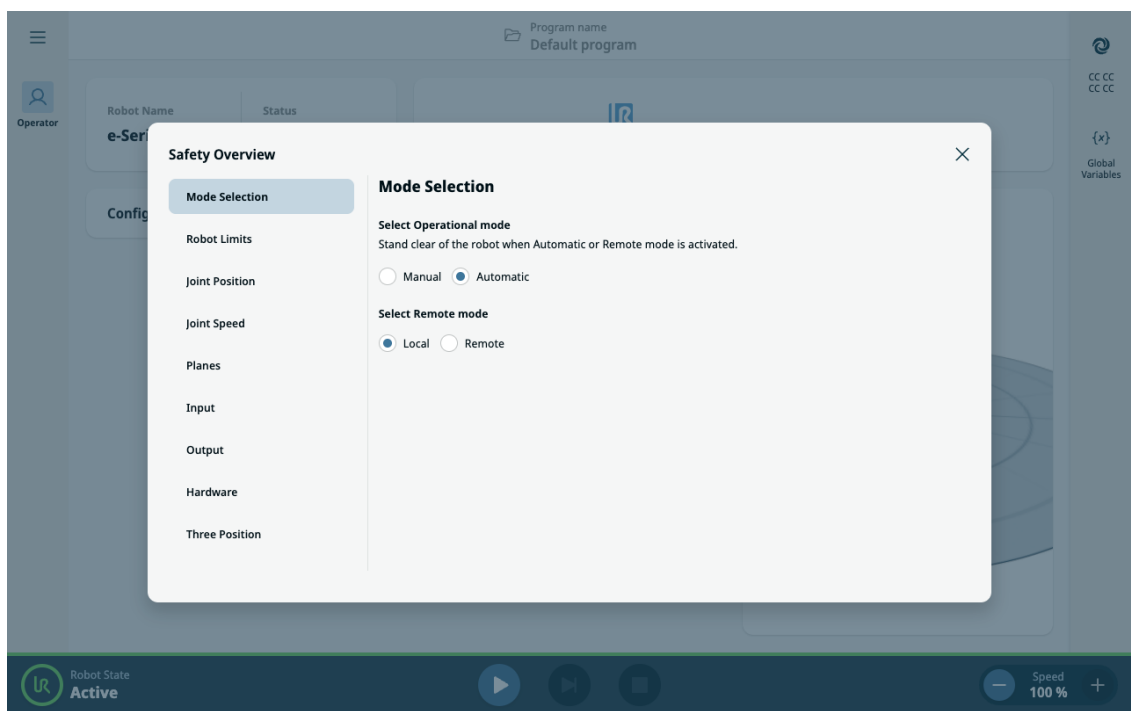 Program name
Default program
Operator
Robot Name
Status
e-Seri
Config
CC CC
CC CC
{x}
Global
Variables
Safety Overview
Mode Selection
Robot Limits
Joint Position
Joint Speed
Planes
Input
Output
Hardware
Three Position
Mode Selection
Select Operational mode
Stand clear of the robot when Automatic or Remote mode is activated.
Manual Automatic
Select Remote mode
Local Remote
Robot State
Active
Speed
100 %